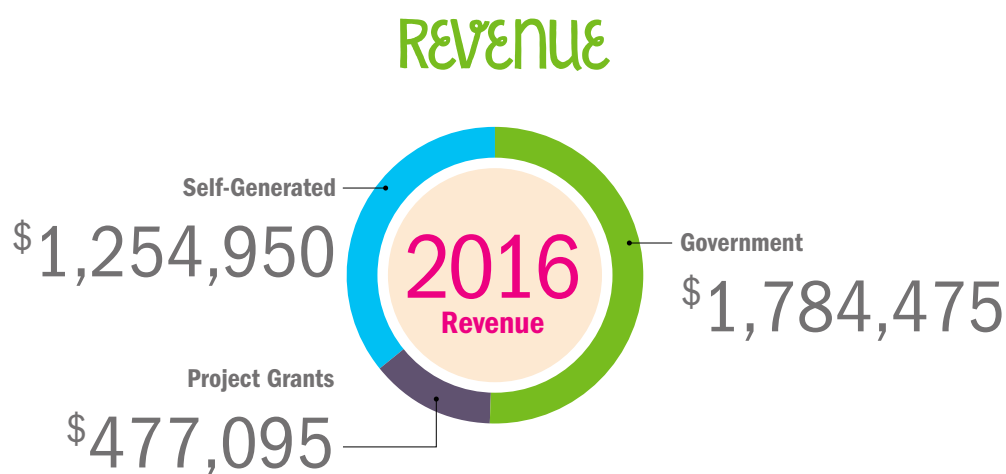 REVENUE
Self-Generated
$1,254,950
2016
Revenue
Government
$1,784,475
Project Grants
$477,095